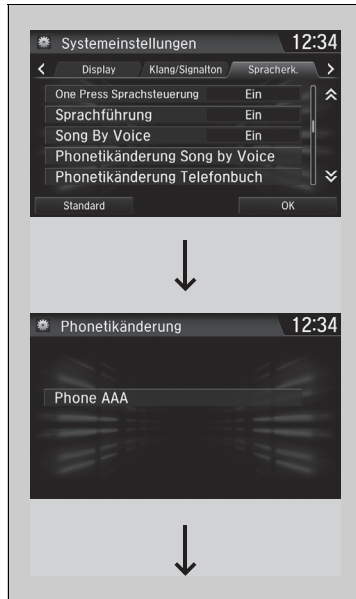 Systemeinstellungen 12:34
Display Klang/Signalton Spracherk.
One Press Sprachsteuerung Ein
Sprachführung Ein
Song By Voice Ein
Phonetikänderung Song by Voice
Phonetikänderung Telefonbuch
Standard OK
Phonetikänderung 12:34
Phone AAA